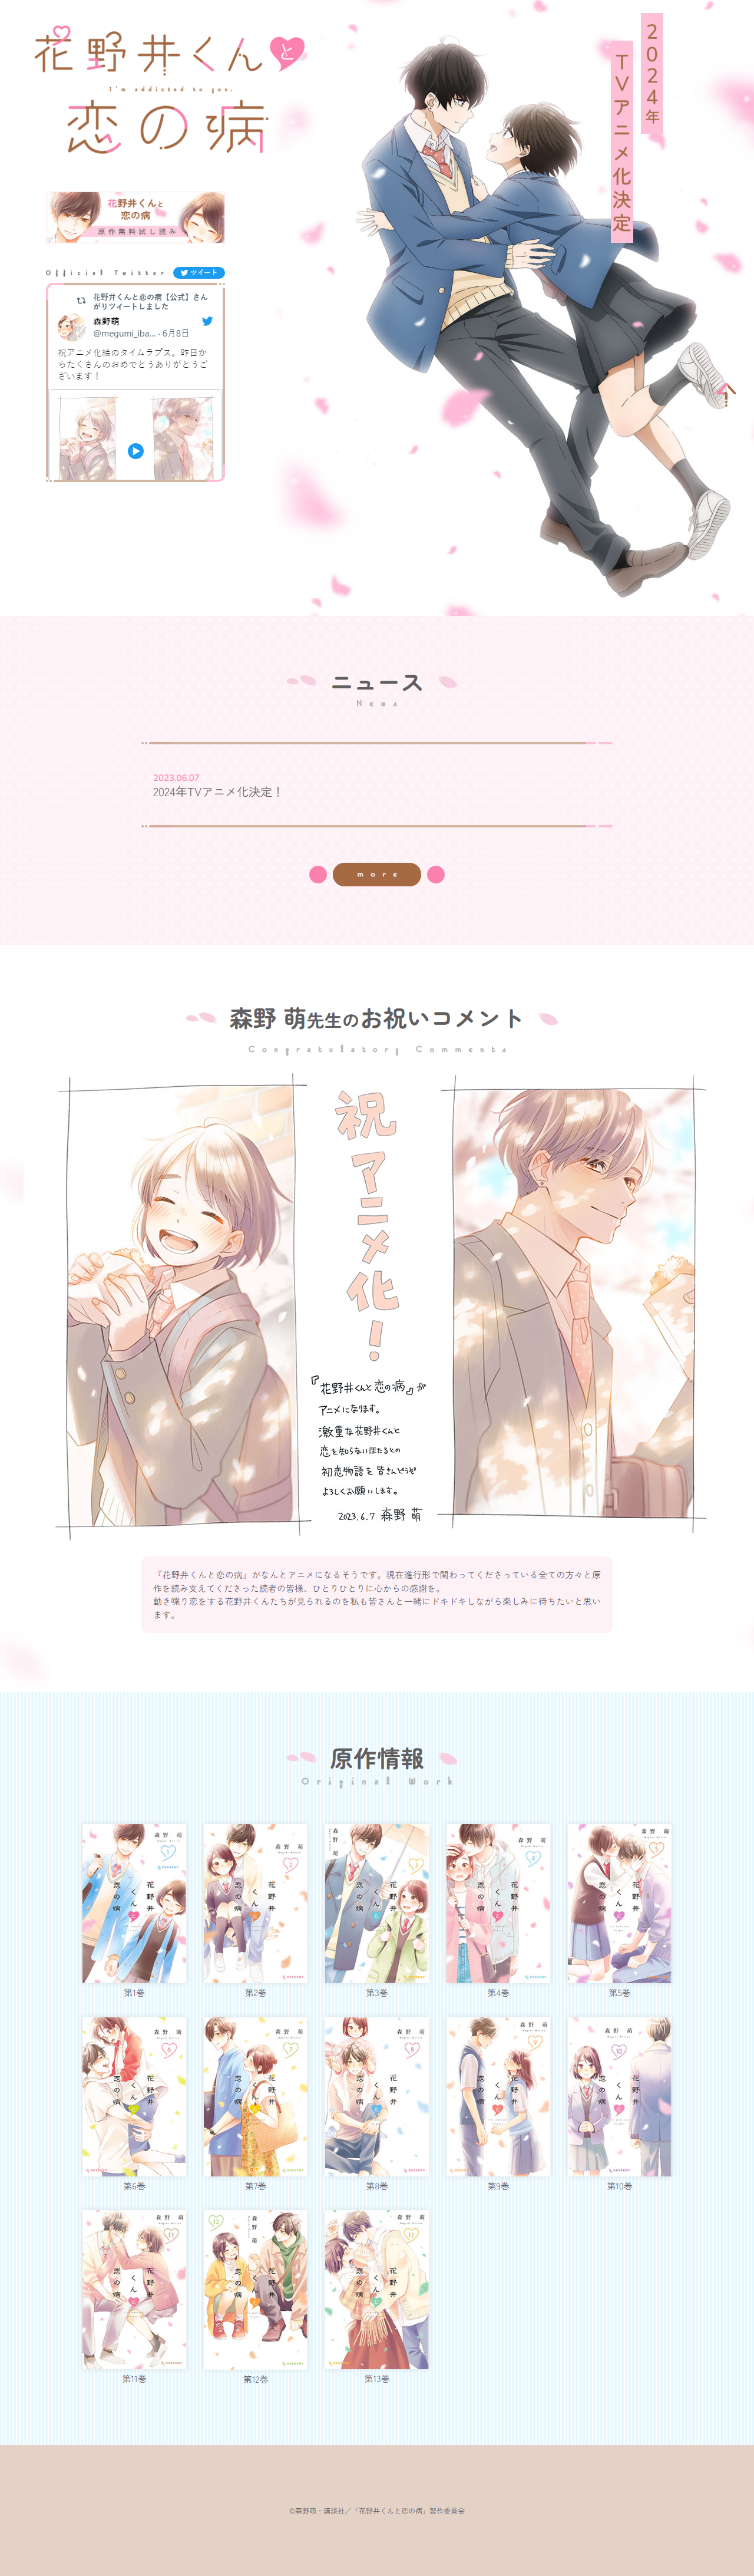 花野井くんと
I'm addicted to you.
恋の病
2024年
TVアニメ化決定
花野井くんと
恋の病
原作無料試し読み
Official Twitter
ツイート
花野井くんと恋の病【公式】さん
がリツイートしました
森野萌
@megumi_iba... · 6月8日
祝アニメ化絵のタイムラプス。昨日か
らたくさんのおめでとうありがとうご
ざいます！
ニュース
News
2023.06.07
2024年TVアニメ化決定！
more
森野 萌先生のお祝いコメント
Congratulatory Comments
祝アニメ化！
『花野井くんと恋の病』が
アニメになります。
激重な花野井くんと
恋を知らないほたるとの
初恋物語を皆さんどうぞ
よろしくお願いします。
2023.6.7 森野 萌
『花野井くんと恋の病』がなんとアニメになるそうです。現在進行形で関わってくださっている全ての方々と原
作を読み支えてくださった読者の皆様、ひとりひとりに心からの感謝を。
動き喋り恋をする花野井くんたちが見られるのを私も皆さんと一緒にドキドキしながら楽しみに待ちたいと思い
ます。
原作情報
Original Work
第1巻
第2巻
第3巻
第4巻
第5巻
第6巻
第7巻
第8巻
第9巻
第10巻
第11巻
第12巻
第13巻
©森野萌・講談社／「花野井くんと恋の病」製作委員会